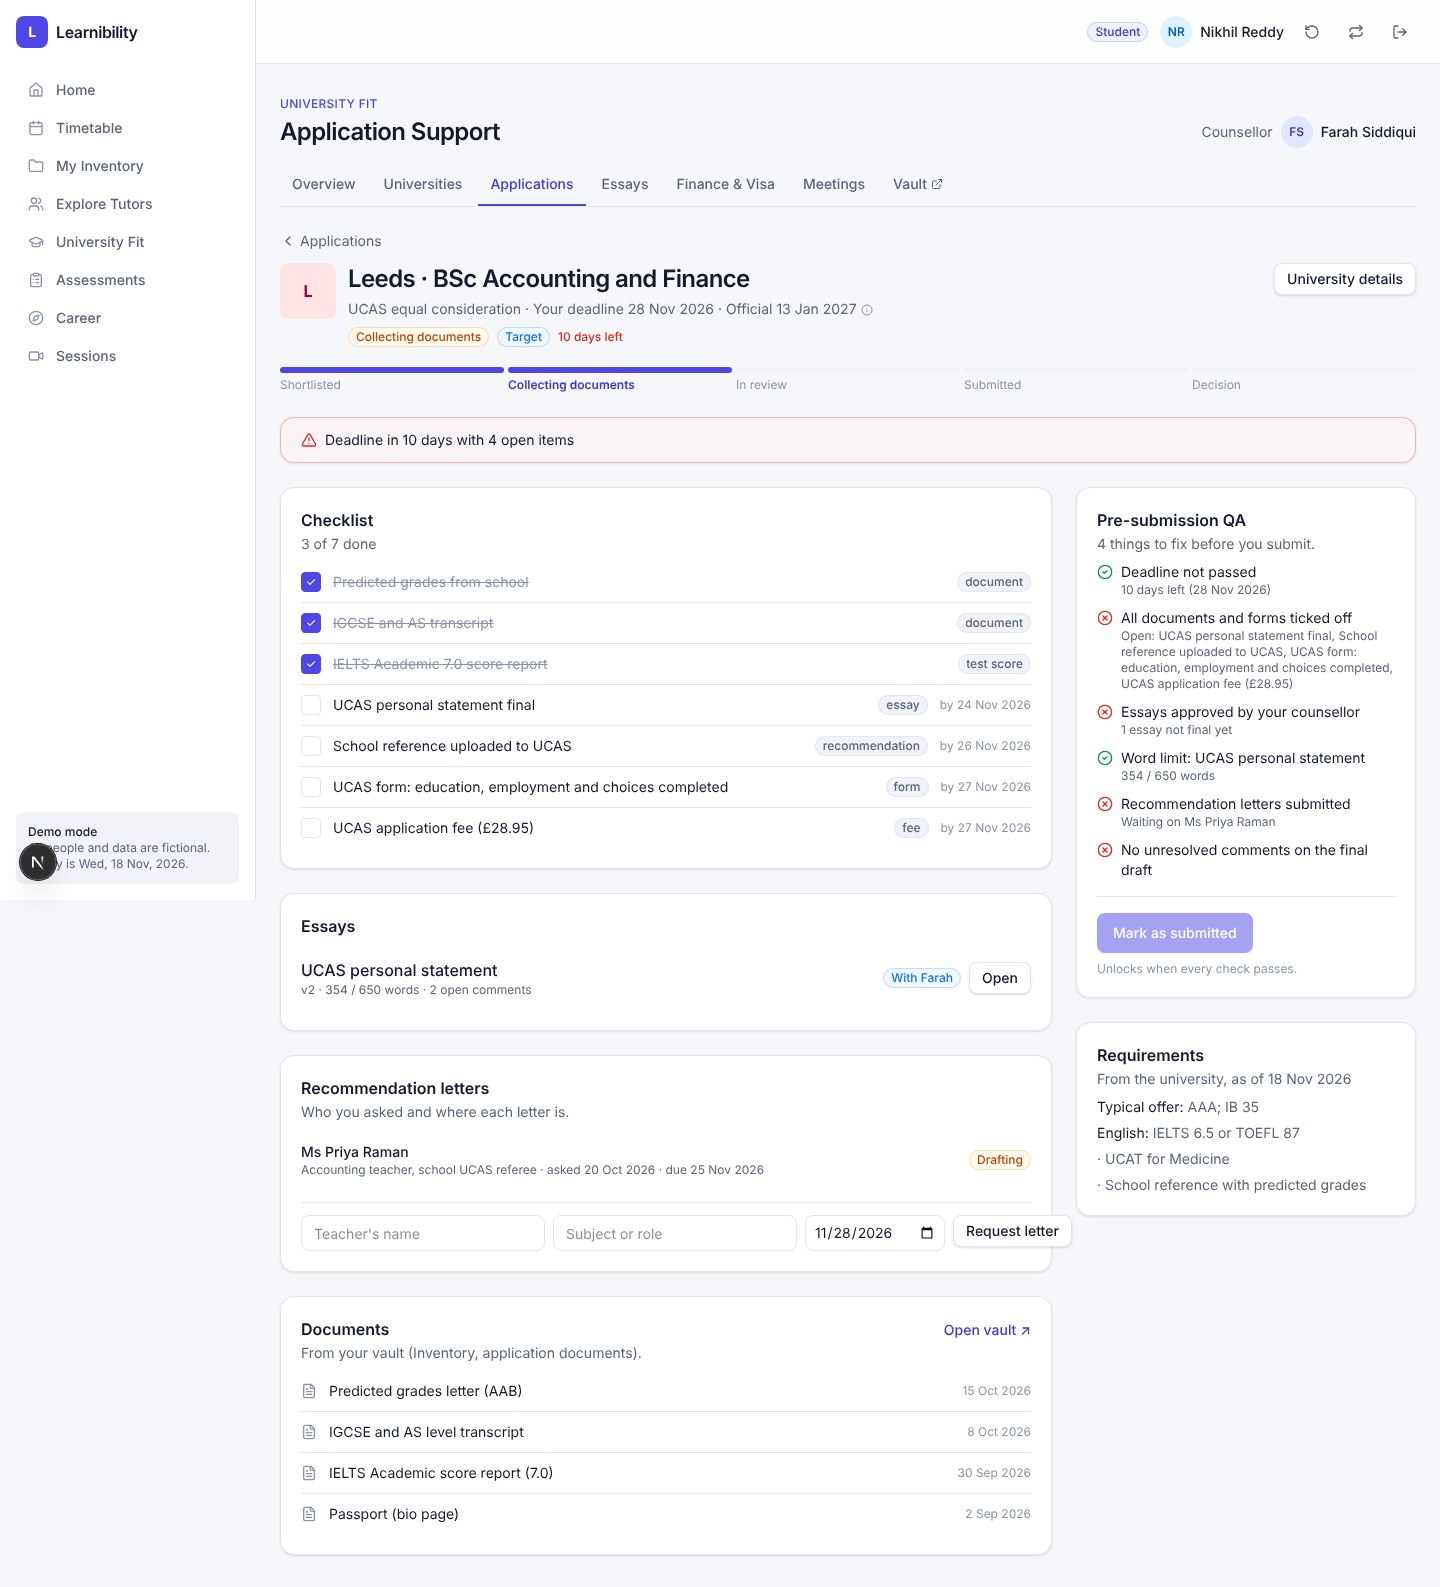 L
Learnibility
Home
Timetable
My Inventory
Explore Tutors
University Fit
Assessments
Career
Sessions
Demo mode
people and data are fictional.
is Wed, 18 Nov, 2026.
N
Student
NR
Nikhil Reddy
UNIVERSITY FIT
Application Support
Counsellor
FS
Farah Siddiqui
Overview
Universities
Applications
Essays
Finance & Visa
Meetings
Vault
Applications
L
Leeds · BSc Accounting and Finance
University details
UCAS equal consideration · Your deadline 28 Nov 2026 · Official 13 Jan 2027
Collecting documents
Target
10 days left
Shortlisted
Collecting documents
In review
Submitted
Decision
Deadline in 10 days with 4 open items
Checklist
3 of 7 done
Predicted grades from school
document
IGCSE and AS transcript
document
IELTS Academic 7.0 score report
test score
UCAS personal statement final
essay
by 24 Nov 2026
School reference uploaded to UCAS
recommendation
by 26 Nov 2026
UCAS form: education, employment and choices completed
form
by 27 Nov 2026
UCAS application fee (£28.95)
fee
by 27 Nov 2026
Essays
UCAS personal statement
v2 · 354 / 650 words · 2 open comments
With Farah
Open
Recommendation letters
Who you asked and where each letter is.
Ms Priya Raman
Accounting teacher, school UCAS referee · asked 20 Oct 2026 · due 25 Nov 2026
Drafting
Teacher's name
Subject or role
11/28/2026
Request letter
Documents
Open vault
From your vault (Inventory, application documents).
Predicted grades letter (AAB)
15 Oct 2026
IGCSE and AS level transcript
8 Oct 2026
IELTS Academic score report (7.0)
30 Sep 2026
Passport (bio page)
2 Sep 2026
Pre-submission QA
4 things to fix before you submit.
Deadline not passed
10 days left (28 Nov 2026)
All documents and forms ticked off
Open: UCAS personal statement final, School
reference uploaded to UCAS, UCAS form:
education, employment and choices completed,
UCAS application fee (£28.95)
Essays approved by your counsellor
1 essay not final yet
Word limit: UCAS personal statement
354 / 650 words
Recommendation letters submitted
Waiting on Ms Priya Raman
No unresolved comments on the final
draft
Mark as submitted
Unlocks when every check passes.
Requirements
From the university, as of 18 Nov 2026
Typical offer: AAA; IB 35
English: IELTS 6.5 or TOEFL 87
· UCAT for Medicine
· School reference with predicted grades